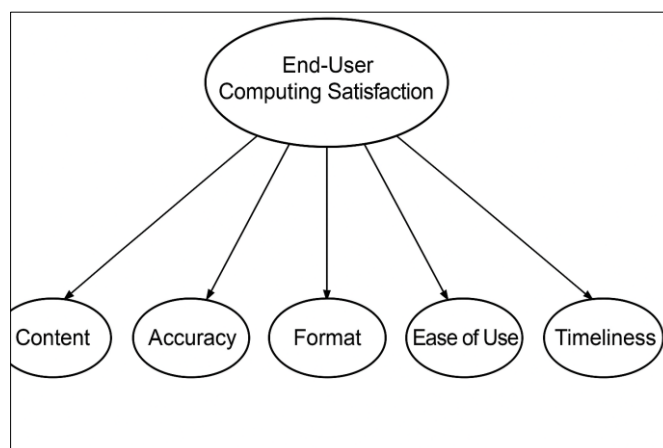 End-User
Computing Satisfaction
Content
Accuracy
Format
Ease of Use
Timeliness